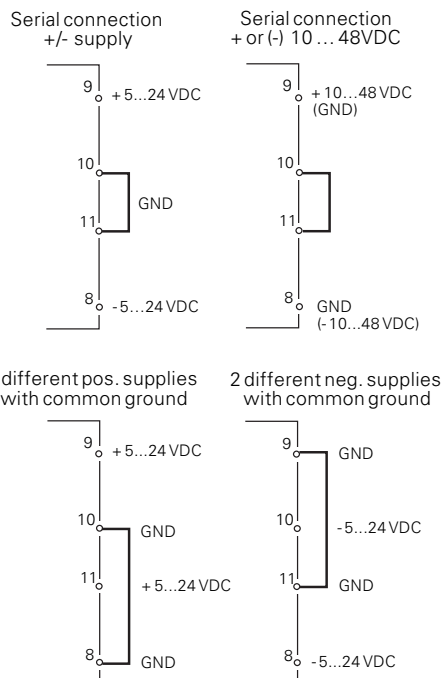 Serial connection
+/- supply
9
+ 5...24 VDC
10
GND
11
8
- 5...24 VDC
Serial connection
+ or (-) 10 ... 48VDC
9
+ 10...48 VDC
(GND)
10
11
8
GND
(- 10...48 VDC)
different pos. supplies
with common ground
9
+ 5...24 VDC
10
GND
11
+ 5...24 VDC
8
GND
2 different neg. supplies
with common ground
9
GND
10
- 5...24 VDC
11
GND
8
- 5...24 VDC